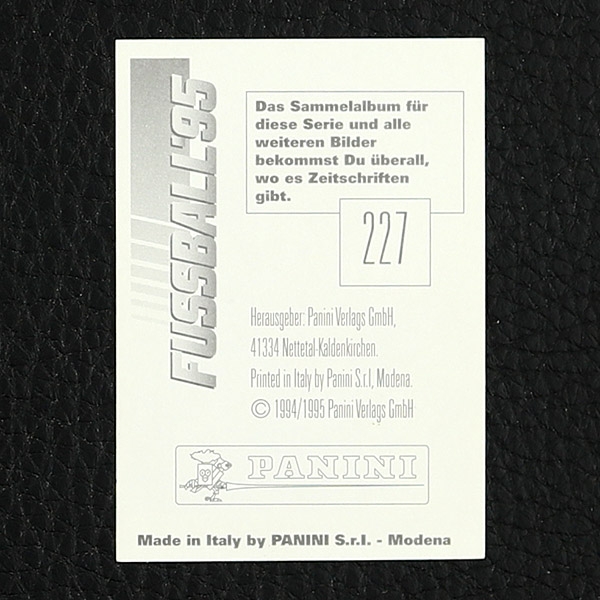 FUSSBALL'95
Das Sammelalbum für
diese Serie und alle
weiteren Bilder
bekommst Du überall,
wo es Zeitschriften
gibt.
227
Herausgeber: Panini Verlags GmbH,
41334 Nettetal-Kaldenkirchen.
Printed in Italy by Panini S.r.l, Modena.
© 1994/1995 Panini Verlags GmbH
PANINI
Made in Italy by PANINI S.r.l. - Modena